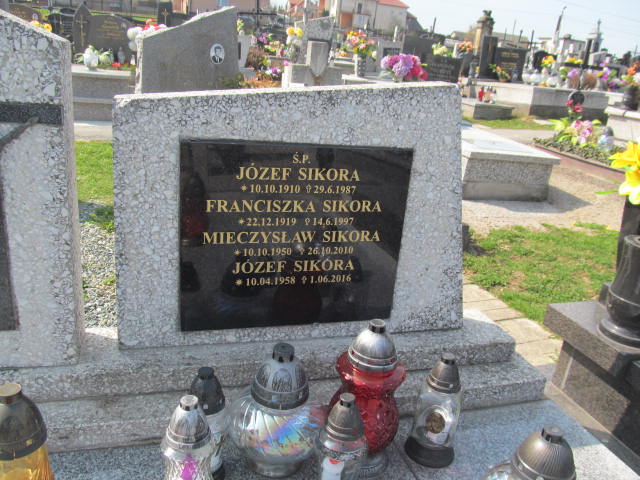 Ś.P.
JÓZEF SIKORA
✴ 10.10.1910 ✞ 29.6.1987
FRANCISZKA SIKORA
✴ 22.12.1919 ✞ 14.6.1997
MIECZYSŁAW SIKORA
✴ 10.10.1950 ✞ 26.10.2010
JÓZEF SIKORA
✴ 10.04.1958 ✞ 1.06.2016